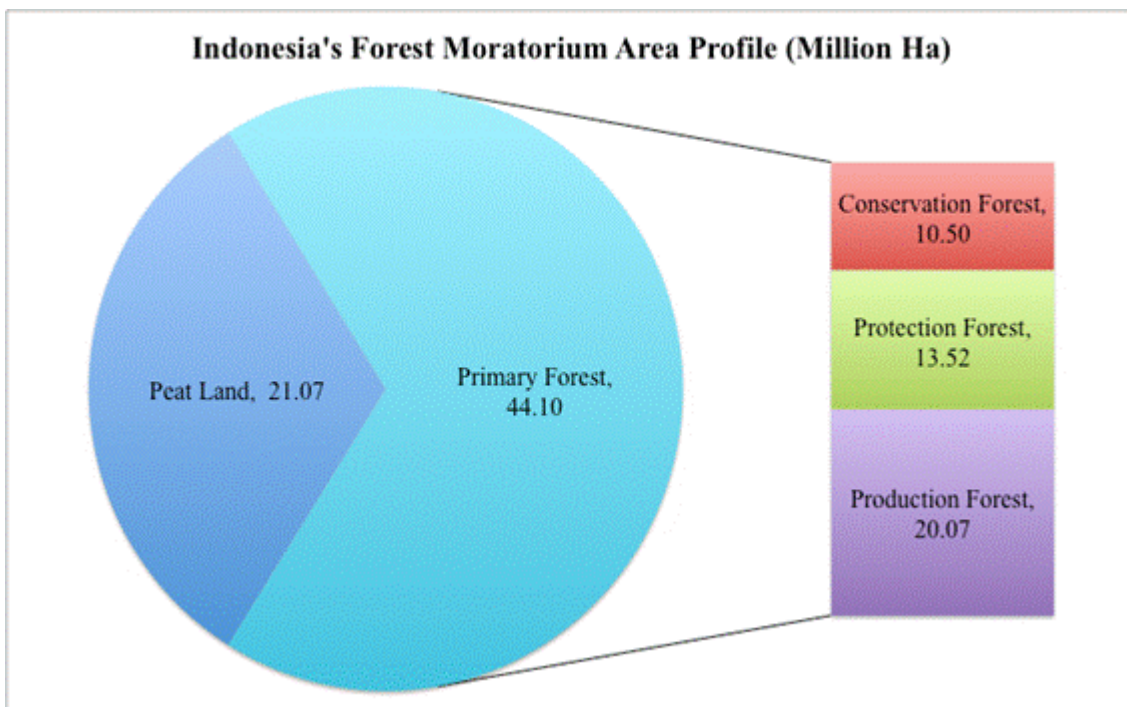 Indonesia's Forest Moratorium Area Profile (Million Ha)
Peat Land, 21.07
Primary Forest,
44.10
Conservation Forest,
10.50
Protection Forest,
13.52
Production Forest,
20.07